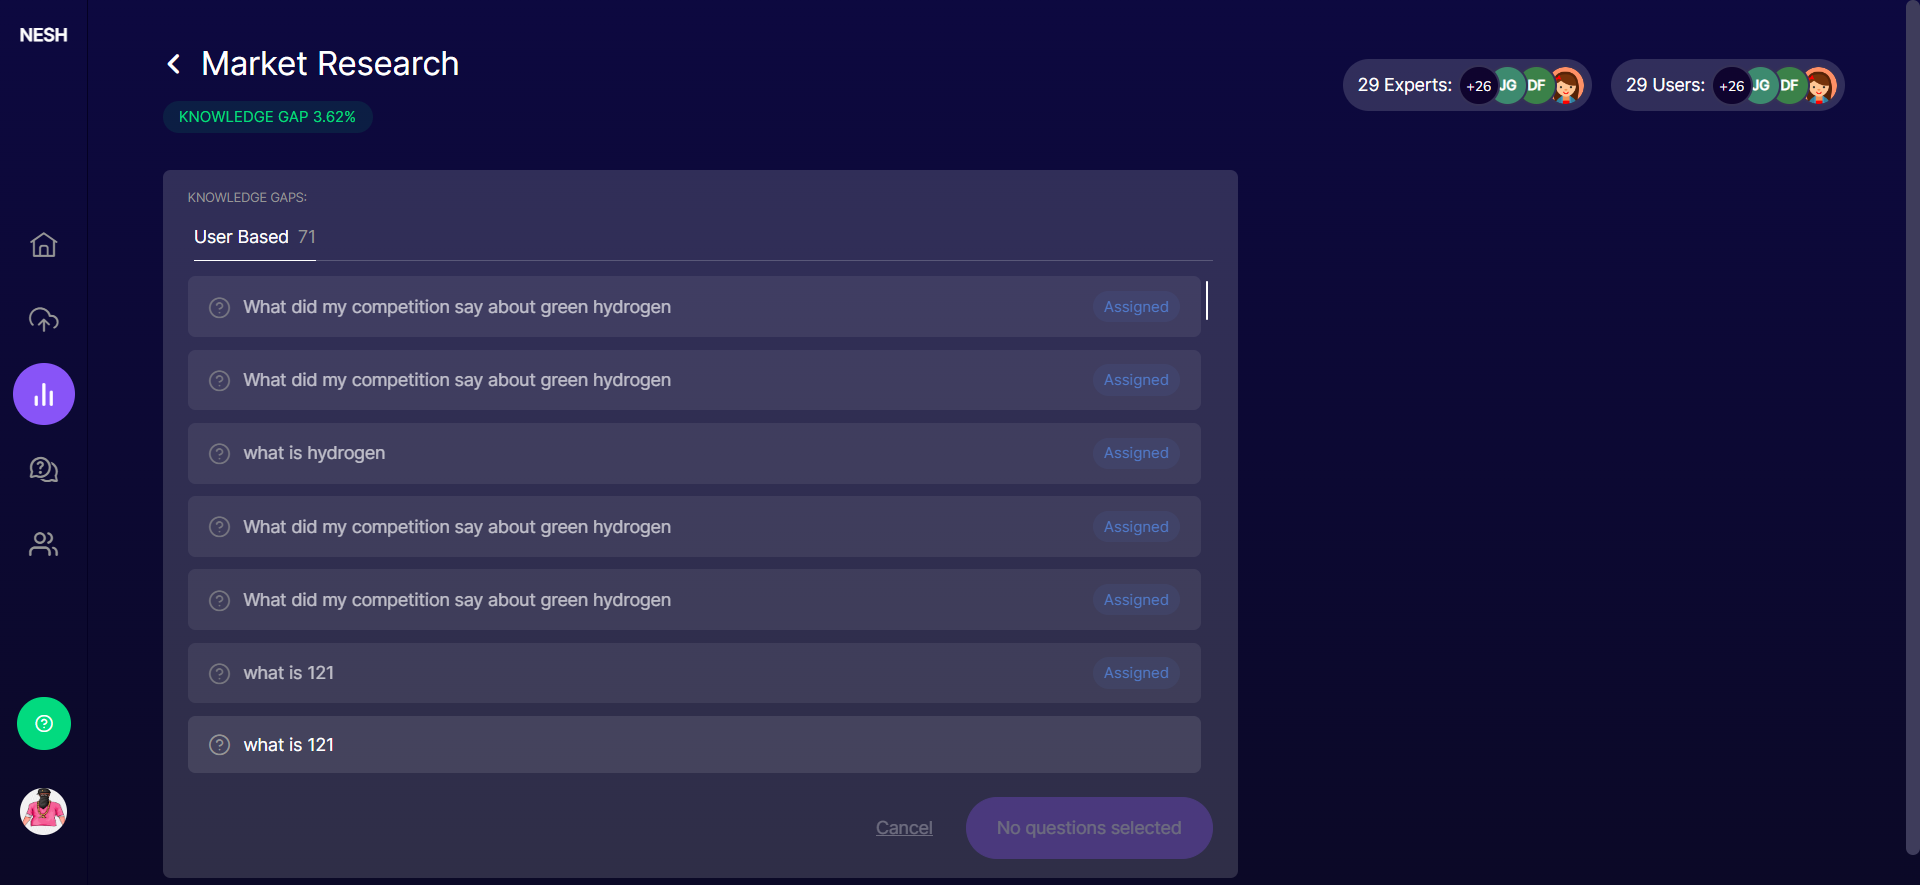 NESH
Market Research
29 Experts: +26 JG DF
29 Users: +26 JG DF
KNOWLEDGE GAP 3.62%
KNOWLEDGE GAPS:
User Based 71
What did my competition say about green hydrogen Assigned
What did my competition say about green hydrogen Assigned
what is hydrogen Assigned
What did my competition say about green hydrogen Assigned
What did my competition say about green hydrogen Assigned
what is 121 Assigned
what is 121
Cancel No questions selected